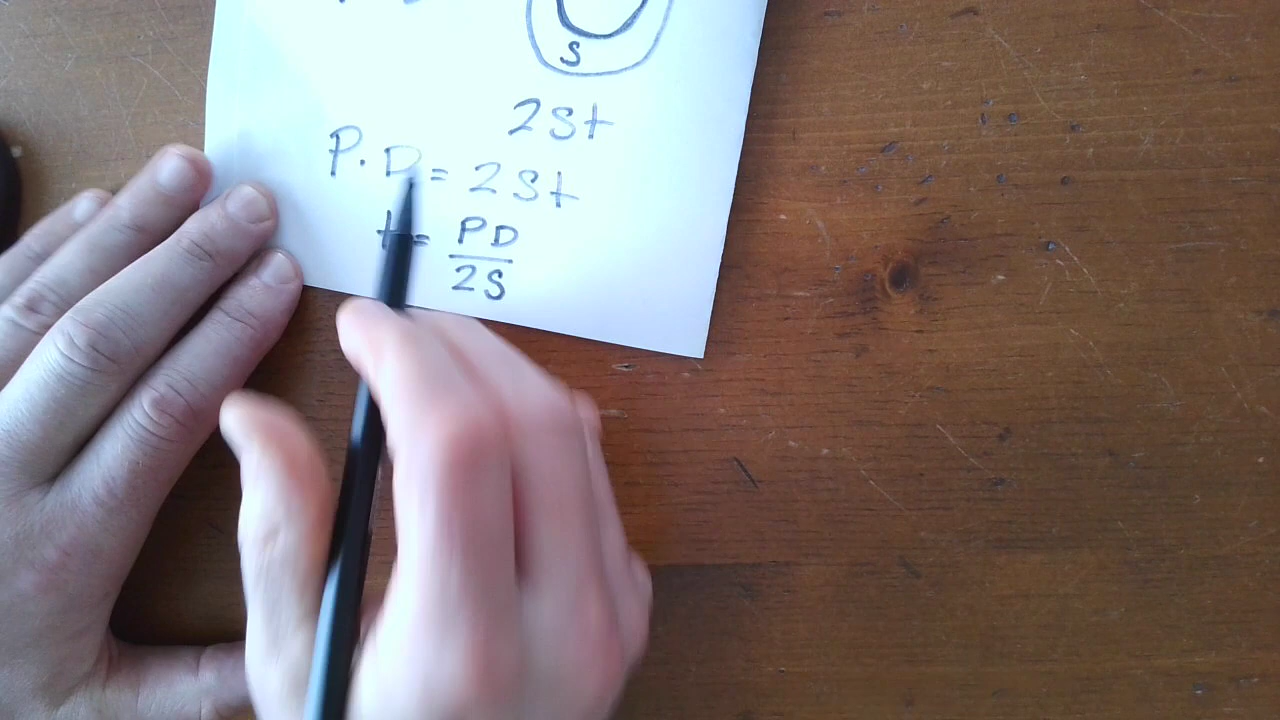 S
2St
P.D = 2St
t = PD
2S